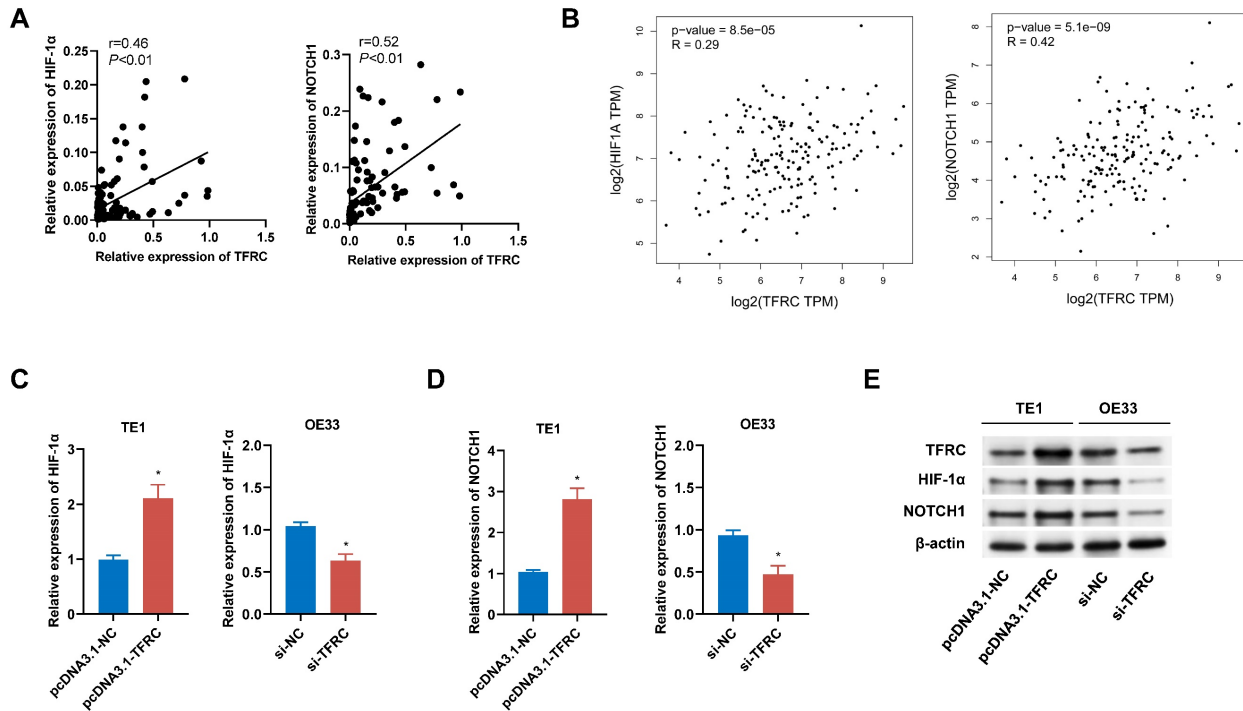 A
r=0.46
P<0.01
Relative expression of HIF-1α
0.25
0.20
0.15
0.10
0.05
0.00
0.0 0.5 1.0 1.5
Relative expression of TFRC
r=0.52
P<0.01
Relative expression of NOTCH1
0.3
0.2
0.1
0.0
0.0 0.5 1.0 1.5
Relative expression of TFRC
B
p-value = 8.5e-05
R = 0.29
log2(HIF1A TPM)
10
9
8
7
6
5
4 5 6 7 8 9
log2(TFRC TPM)
p-value = 5.1e-09
R = 0.42
log2(NOTCH1 TPM)
8
7
6
5
4
3
2
4 5 6 7 8 9
log2(TFRC TPM)
C
TE1
Relative expression of HIF-1α
3
2
1
0
*
pcDNA3.1-NC
pcDNA3.1-TFRC
OE33
Relative expression of HIF-1α
2.0
1.5
1.0
0.5
0.0
*
si-NC
si-TFRC
D
TE1
Relative expression of NOTCH1
4
3
2
1
0
*
pcDNA3.1-NC
pcDNA3.1-TFRC
OE33
Relative expression of NOTCH1
2.0
1.5
1.0
0.5
0.0
*
si-NC
si-TFRC
E
TE1 OE33
TFRC
HIF-1α
NOTCH1
β-actin
pcDNA3.1-NC
pcDNA3.1-TFRC
si-NC
si-TFRC